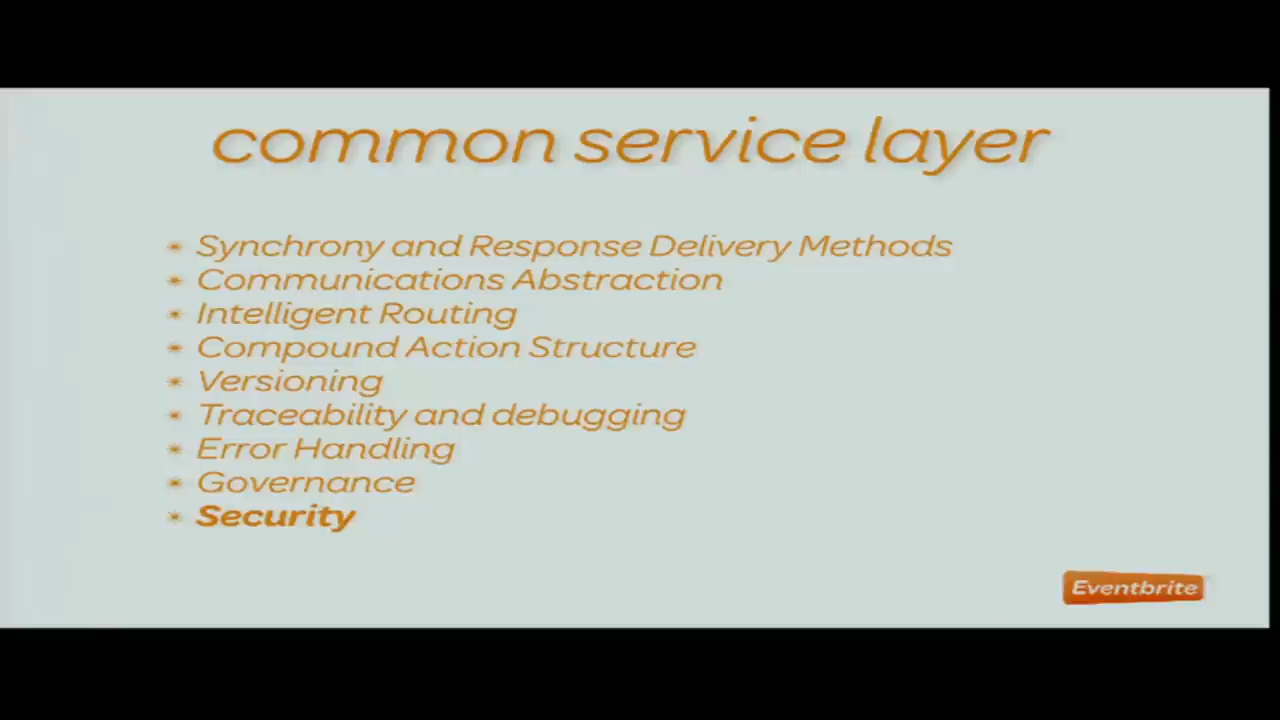 common service layer
* Synchrony and Response Delivery Methods
* Communications Abstraction
* Intelligent Routing
* Compound Action Structure
* Versioning
* Traceability and debugging
* Error Handling
* Governance
* Security
Eventbrite